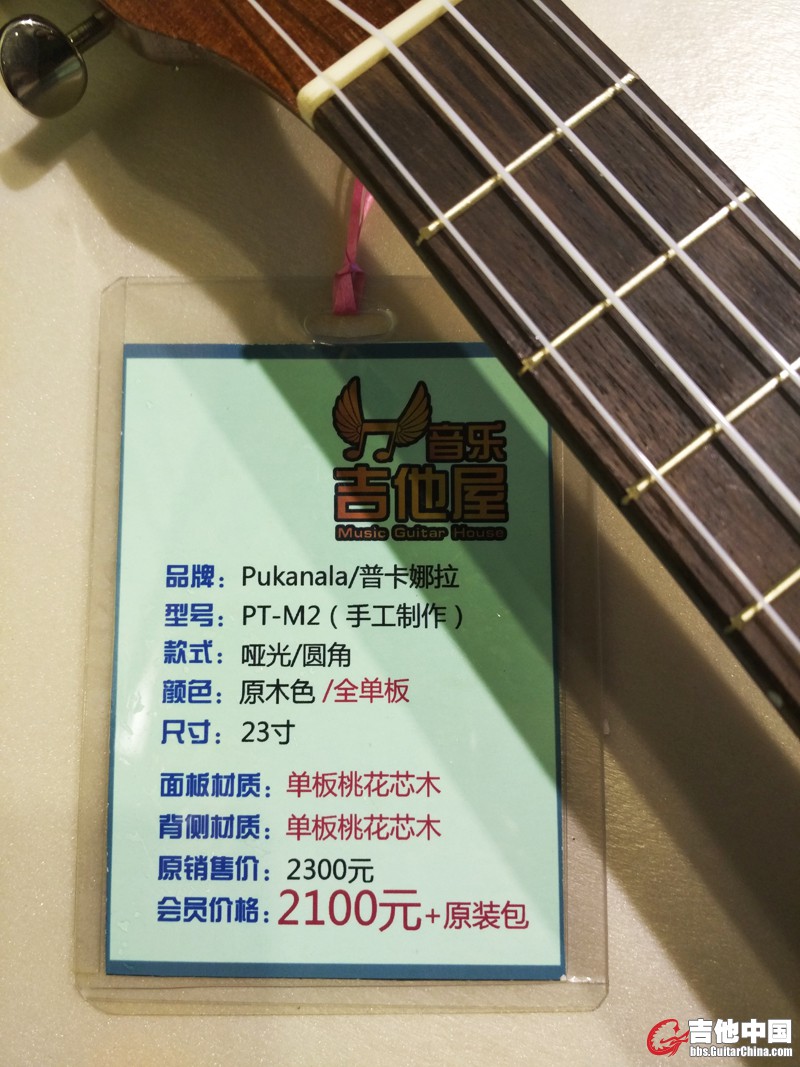 音乐
吉他屋
Music Guitar House
品牌：Pukanala/普卡娜拉
型号：PT-M2（手工制作）
款式：哑光/圆角
颜色：原木色 /全单板
尺寸：23寸
面板材质：单板桃花芯木
背侧材质：单板桃花芯木
原销售价：2300元
会员价格：2100元+原装包
吉他中国
bbs.GuitarChina.com